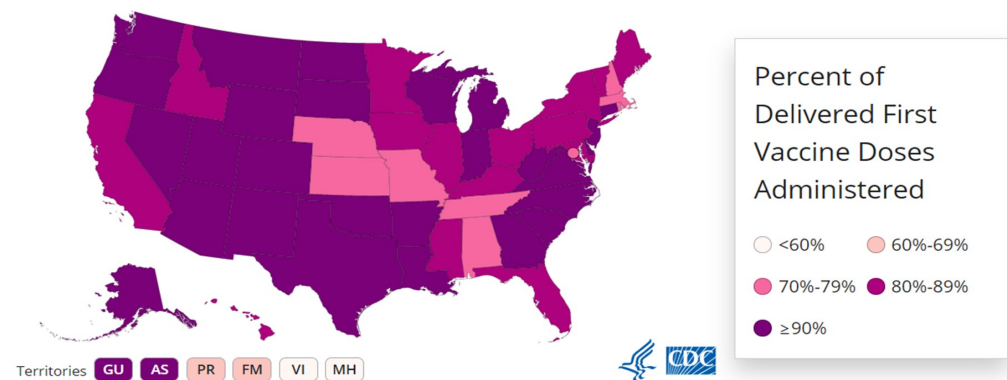 Percent of
Delivered First
Vaccine Doses
Administered
<60% 60%-69%
70%-79% 80%-89%
≥90%
Territories GU AS PR FM VI MH
CDC